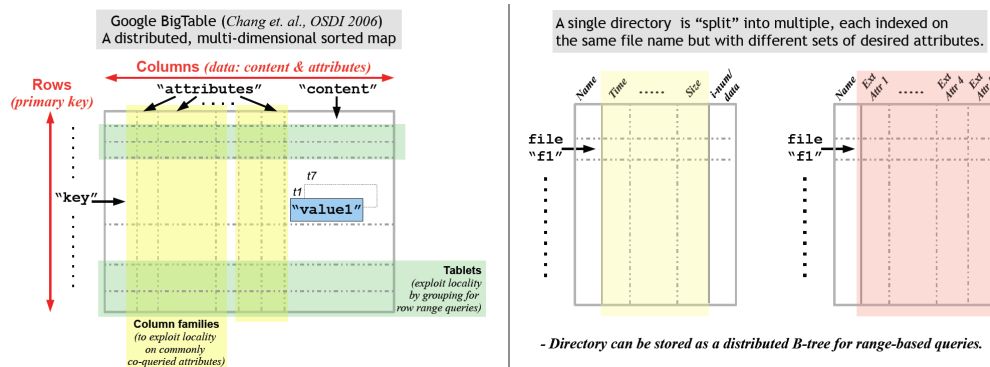 Google BigTable (Chang et. al., OSDI 2006)
A distributed, multi-dimensional sorted map
Columns (data: content & attributes)
Rows
(primary key)
“attributes”
“content”
. . . .
“key”
t7
t1
“value1”
Tablets
(exploit locality
by grouping for
row range queries)
Column families
(to exploit locality
on commonly
co-queried attributes)
A single directory is “split” into multiple, each indexed on
the same file name but with different sets of desired attributes.
Name
Time
.....
Size
i-num/
data
file
“f1”
Name
Ext
Attr 1
.....
Ext
Attr 4
Ext
file
“f1”
- Directory can be stored as a distributed B-tree for range-based queries.